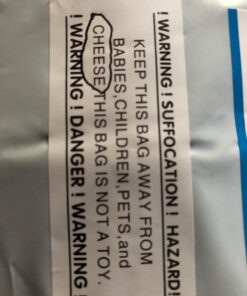 ! WARNING ! SUFFOCATION ! HAZARD!
KEEP THIS BAG AWAY FROM
BABIES,CHILDREN,PETS,and
CHEESE,THIS BAG IS NOT A TOY.
! WARNING ! DANGER ! WARNING !